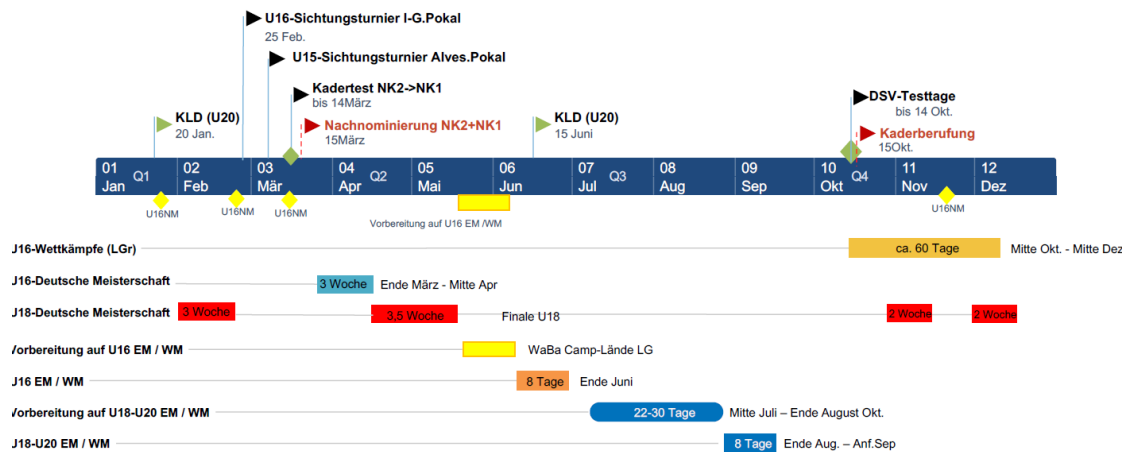 U16-Sichtungsturnier I-G.Pokal
25 Feb.
U15-Sichtungsturnier Alves.Pokal
Kadertest NK2->NK1
bis 14März
DSV-Testtage
bis 14 Okt.
KLD (U20)
20 Jan.
Nachnominierung NK2+NK1
15März
KLD (U20)
15 Juni
Kaderberufung
15Okt.
01 Jan Q1 02 Feb 03 Mär 04 Apr Q2 05 Mai 06 Jun 07 Jul Q3 08 Aug 09 Sep 10 Okt Q4 11 Nov 12 Dez
U16NM U16NM U16NM U16NM
Vorbereitung auf U16 EM /WM
U16-Wettkämpfe (LGr) ca. 60 Tage Mitte Okt. - Mitte Dez
U16-Deutsche Meisterschaft 3 Woche Ende März - Mitte Apr
U18-Deutsche Meisterschaft 3 Woche 3,5 Woche Finale U18 2 Woche 2 Woche
Vorbereitung auf U16 EM / WM WaBa Camp-Lände LG
U16 EM / WM 8 Tage Ende Juni
Vorbereitung auf U18-U20 EM / WM 22-30 Tage Mitte Juli – Ende August Okt.
U18-U20 EM / WM 8 Tage Ende Aug. – Anf.Sep